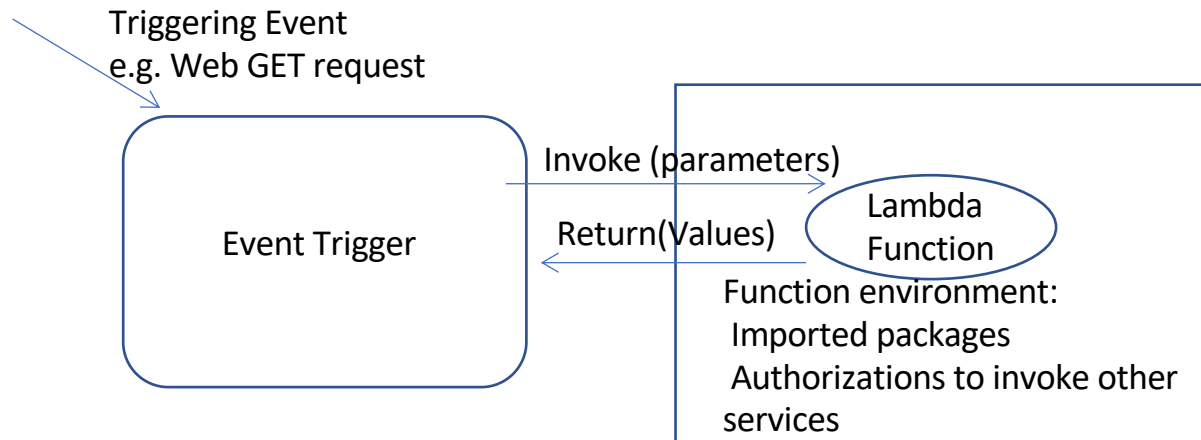 Triggering Event
e.g. Web GET request
Invoke (parameters)
Lambda
Function
Event Trigger
Return(Values)
Function environment:
Imported packages
Authorizations to invoke other
services